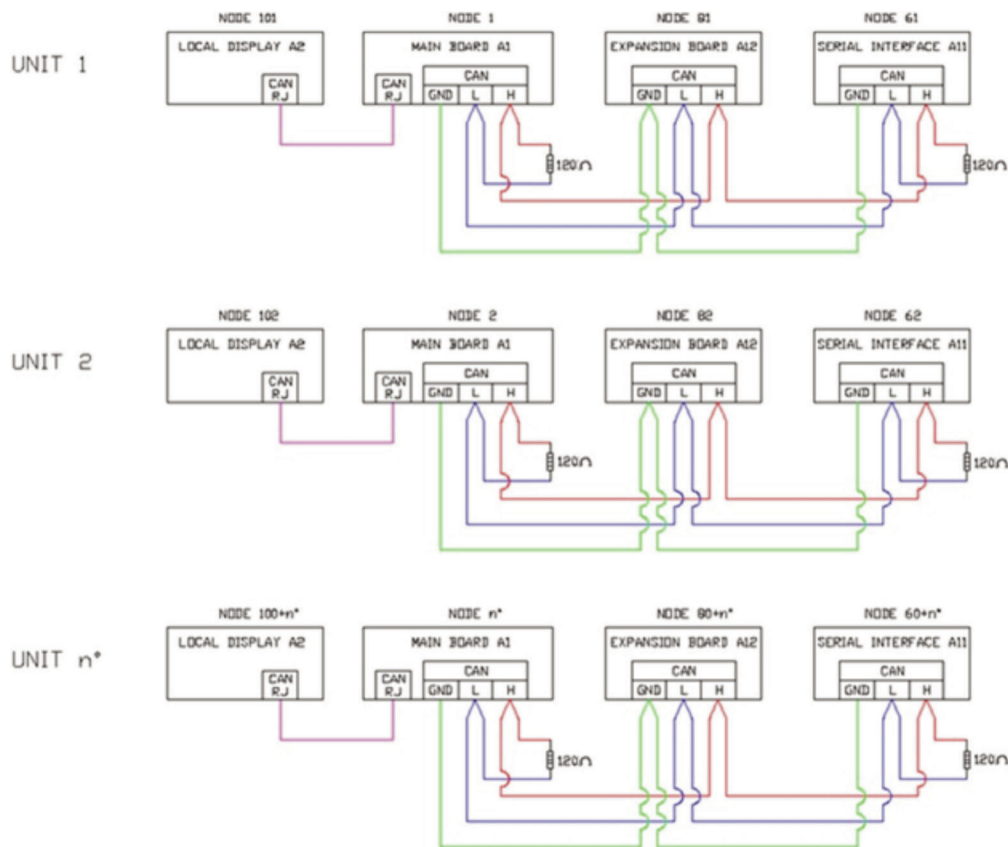 NODE 101 NODE 1 NODE 81 NODE 61
UNIT 1
LOCAL DISPLAY A2 MAIN BOARD A1 EXPANSION BOARD A12 SERIAL INTERFACE A11
CAN RJ CAN RJ CAN CAN CAN
GND L H GND L H GND L H
120Ω 120Ω
NODE 102 NODE 2 NODE 82 NODE 62
UNIT 2
LOCAL DISPLAY A2 MAIN BOARD A1 EXPANSION BOARD A12 SERIAL INTERFACE A11
CAN RJ CAN RJ CAN CAN CAN
GND L H GND L H GND L H
120Ω 120Ω
NODE 100+n° NODE n° NODE 80+n° NODE 60+n°
UNIT n°
LOCAL DISPLAY A2 MAIN BOARD A1 EXPANSION BOARD A12 SERIAL INTERFACE A11
CAN RJ CAN RJ CAN CAN CAN
GND L H GND L H GND L H
120Ω 120Ω